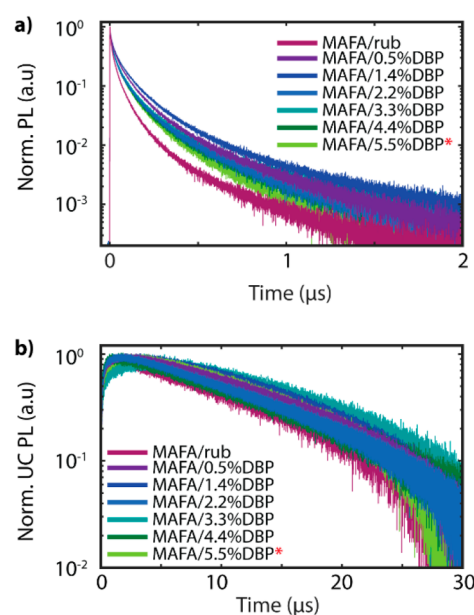 a)
10⁰
10⁻¹
10⁻²
10⁻³
Norm. PL (a.u)
MAFA/rub
MAFA/0.5%DBP
MAFA/1.4%DBP
MAFA/2.2%DBP
MAFA/3.3%DBP
MAFA/4.4%DBP
MAFA/5.5%DBP*
0 1 2
Time (µs)
b)
10⁰
10⁻¹
10⁻²
Norm. UC PL (a.u)
MAFA/rub
MAFA/0.5%DBP
MAFA/1.4%DBP
MAFA/2.2%DBP
MAFA/3.3%DBP
MAFA/4.4%DBP
MAFA/5.5%DBP*
0 10 20 30
Time (µs)